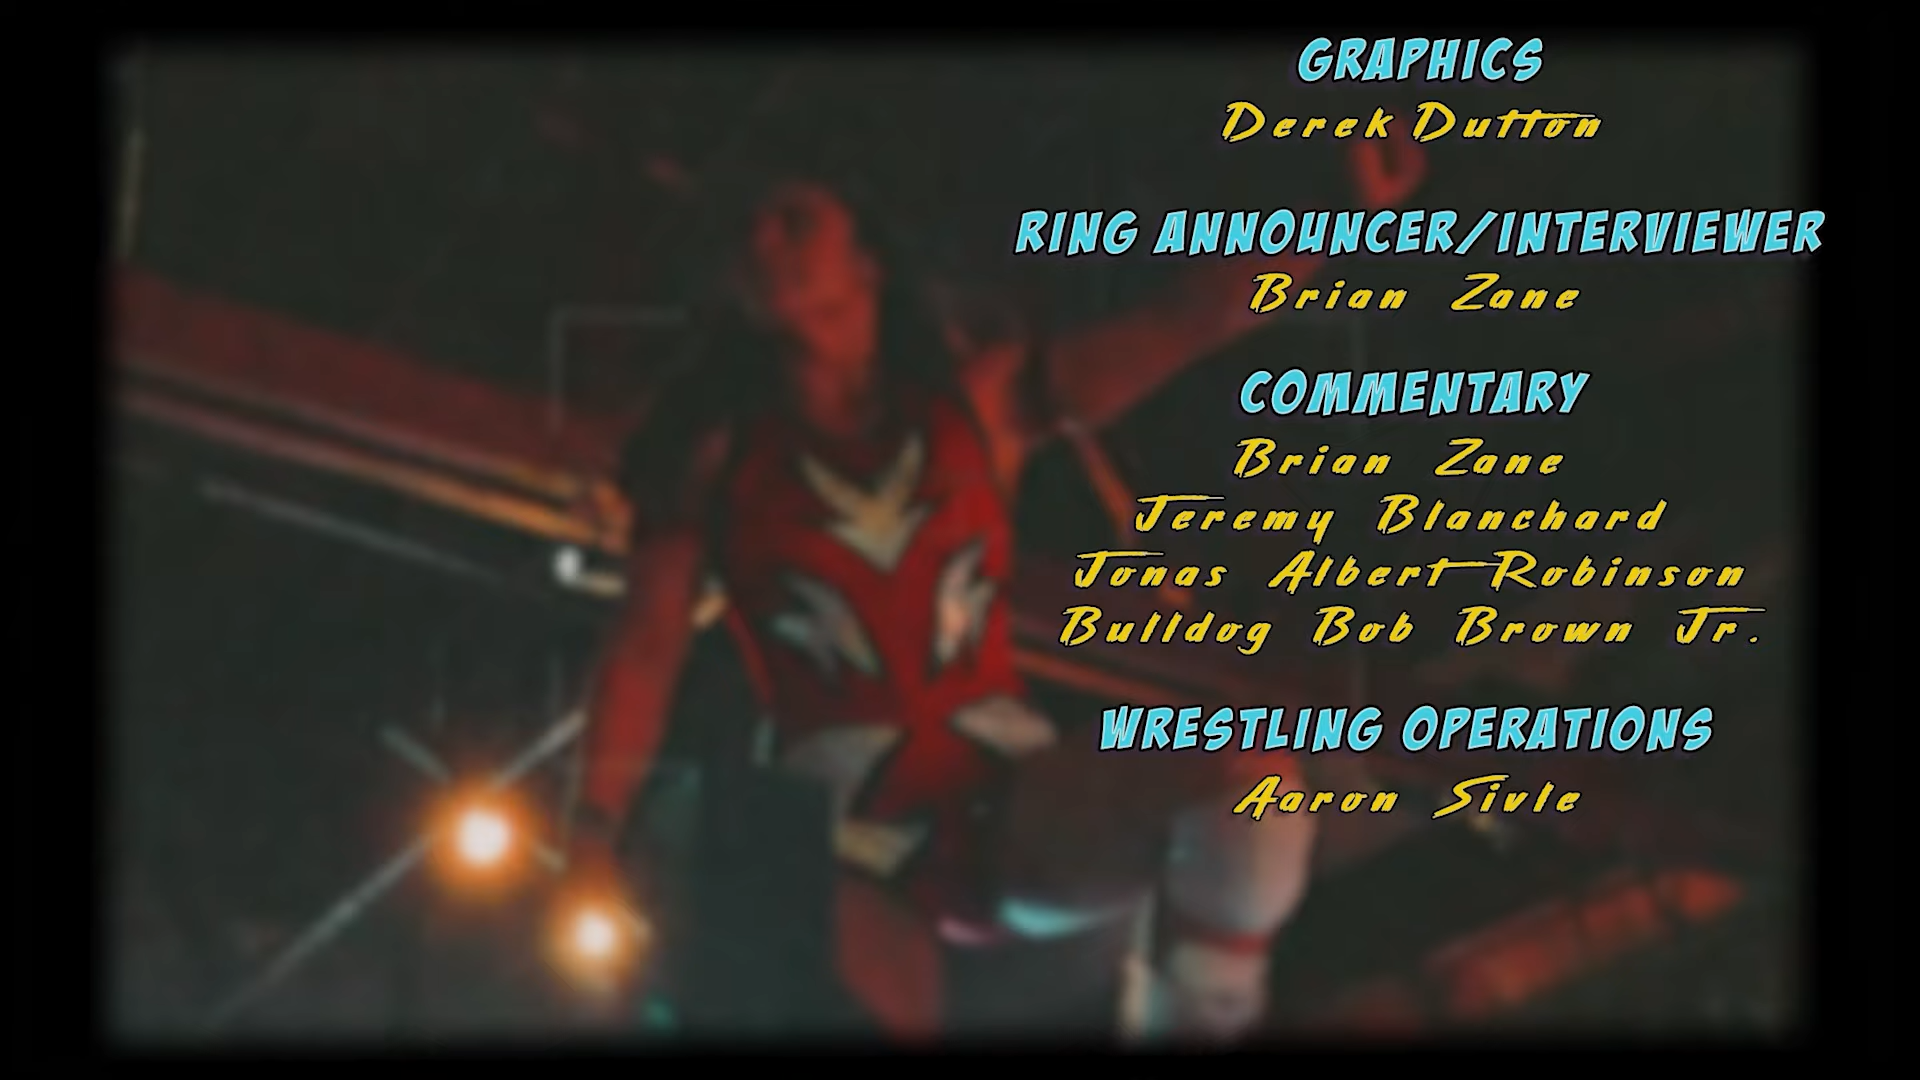 GRAPHICS
Derek Dutton
RING ANNOUNCER/INTERVIEWER
Brian Zane
COMMENTARY
Brian Zane
Jeremy Blanchard
Jonas Albert Robinson
Bulldog Bob Brown Jr.
WRESTLING OPERATIONS
Aaron Sivle